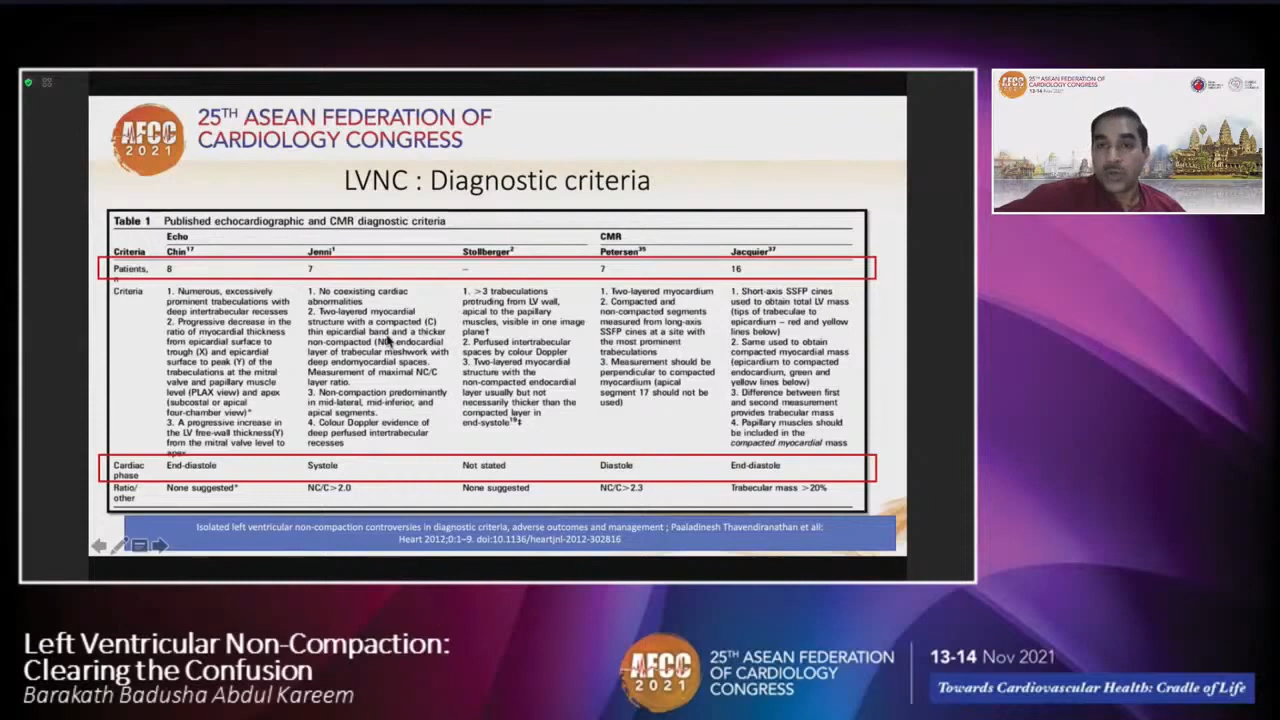 25TH ASEAN FEDERATION OF
CARDIOLOGY CONGRESS
AFCC
2021
LVNC : Diagnostic criteria
Table 1 Published echocardiographic and CMR diagnostic criteria
Echo CMR
Criteria Chin17 Jenni1 Stollberger2 Petersen35 Jacquier37
Patients, 8 7 – 7 16
n
Criteria
1. Numerous, excessively
prominent trabeculations with
deep intertrabecular recesses
2. Progressive decrease in the
ratio of myocardial thickness
from epicardial surface to
trough (X) and epicardial
surface to peak (Y) of the
trabeculations at the mitral
valve and papillary muscle
level (PLAX view) and apex
(subcostal or apical
four-chamber view)*
3. A progressive increase in
the LV free-wall thickness(Y)
from the mitral valve level to
apex
1. No coexisting cardiac
abnormalities
2. Two-layered myocardial
structure with a compacted (C)
thin epicardial band and a thicker
non-compacted (NC) endocardial
layer of trabecular meshwork with
deep endomyocardial spaces.
Measurement of maximal NC/C
layer ratio.
3. Non-compaction predominantly
in mid-lateral, mid-inferior, and
apical segments.
4. Colour Doppler evidence of
deep perfused intertrabecular
recesses
1. >3 trabeculations
protruding from LV wall,
apical to the papillary
muscles, visible in one image
plane†
2. Perfused intertrabecular
spaces by colour Doppler
3. Two-layered myocardial
structure with the
non-compacted endocardial
layer usually but not
necessarily thicker than the
compacted layer in
end-systole19‡
1. Two-layered myocardium
2. Compacted and
non-compacted segments
measured from long-axis
SSFP cines at a site with
the most prominent
trabeculations
3. Measurement should be
perpendicular to compacted
myocardium (apical
segment 17 should not be
used)
1. Short-axis SSFP cines
used to obtain total LV mass
(tips of trabeculae to
epicardium – red and yellow
lines below)
2. Same used to obtain
compacted myocardial mass
(epicardium to compacted
endocardium, green and
yellow lines below)
3. Difference between first
and second measurement
provides trabecular mass
4. Papillary muscles should
be included in the
compacted myocardial mass
Cardiac End-diastole Systole Not stated Diastole End-diastole
phase
Ratio/ None suggested* NC/C>2.0 None suggested NC/C>2.3 Trabecular mass >20%
other
Isolated left ventricular non-compaction controversies in diagnostic criteria, adverse outcomes and management ; Paaladinesh Thavendiranathan et all:
Heart 2012;0:1–9. doi:10.1136/heartjnl-2012-302816
AFCC
2021
25TH ASEAN FEDERATION OF
CARDIOLOGY CONGRESS
13-14 Nov 2021
Left Ventricular Non-Compaction:
Clearing the Confusion
Barakath Badusha Abdul Kareem
AFCC
2021
25TH ASEAN FEDERATION
OF CARDIOLOGY
CONGRESS
13-14 Nov 2021
Towards Cardiovascular Health: Cradle of Life